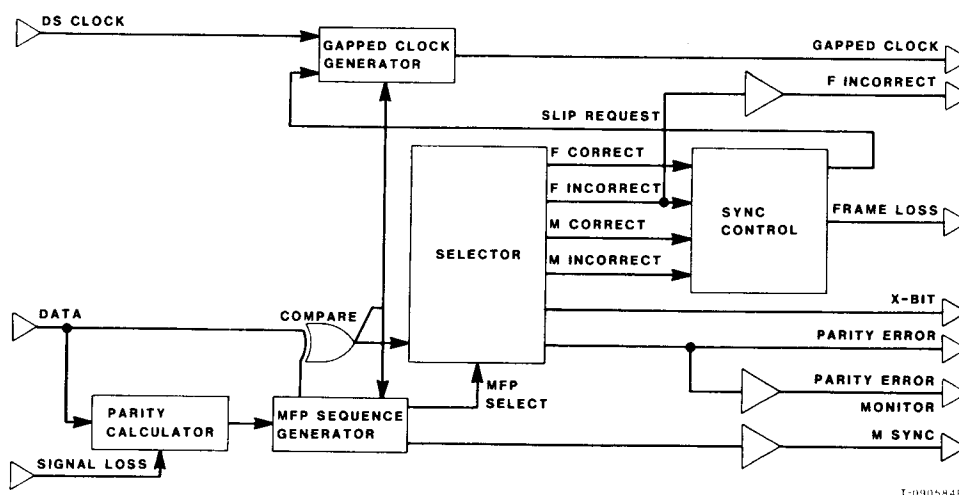 DS CLOCK
GAPPED CLOCK
GENERATOR
GAPPED CLOCK
F INCORRECT
SLIP REQUEST
F CORRECT
F INCORRECT
M CORRECT
M INCORRECT
SELECTOR
SYNC
CONTROL
FRAME LOSS
X-BIT
DATA
COMPARE
PARITY ERROR
MFP
SELECT
PARITY ERROR
MONITOR
PARITY
CALCULATOR
MFP SEQUENCE
GENERATOR
M SYNC
SIGNAL LOSS